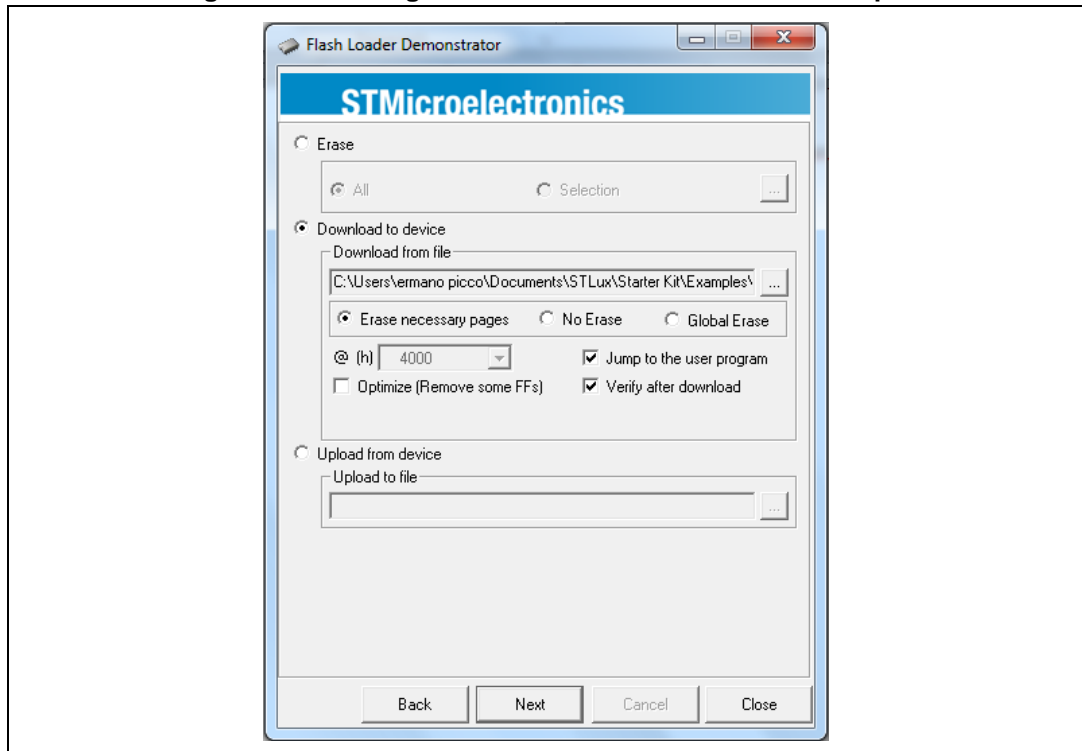 Flash Loader Demonstrator
STMicroelectronics
Erase
All Selection ...
Download to device
Download from file
C:\Users\ermano picco\Documents\STLux\Starter Kit\Examples\ ...
Erase necessary pages No Erase Global Erase
@ (h) 4000 Jump to the user program
Optimize (Remove some FFs) Verify after download
Upload from device
Upload to file
...
Back Next Cancel Close